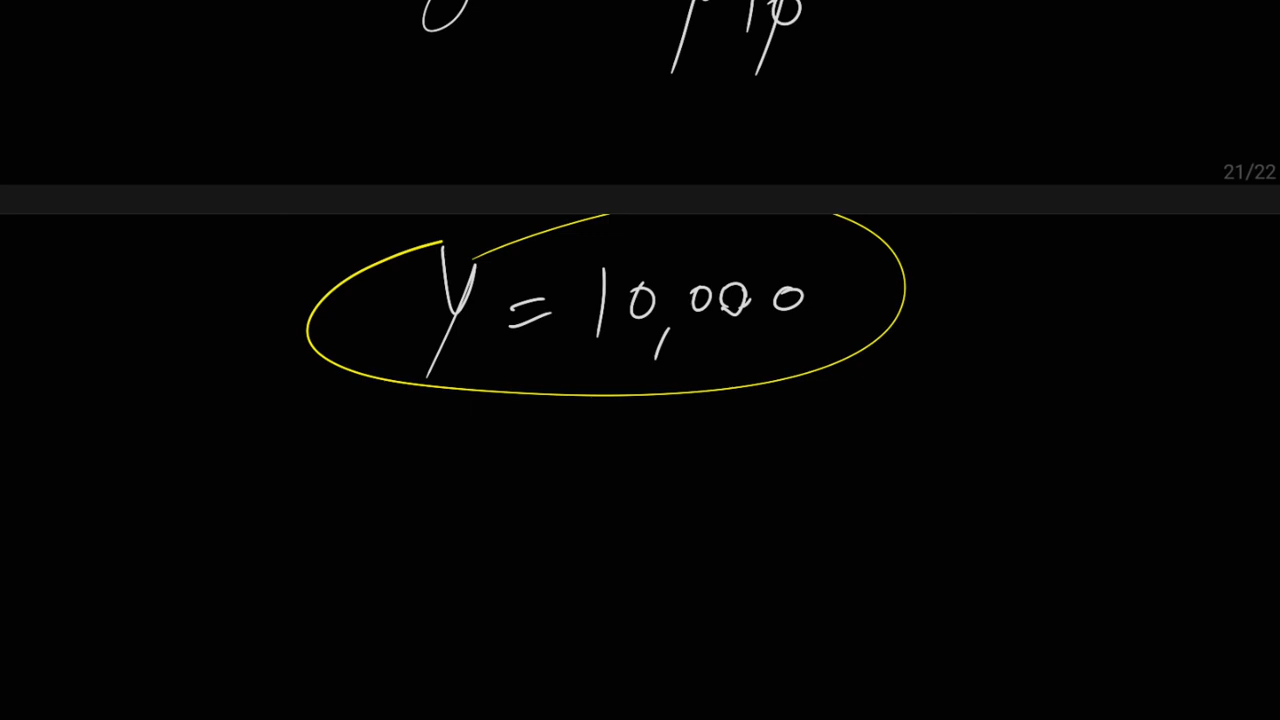 21/22
y = 10,000